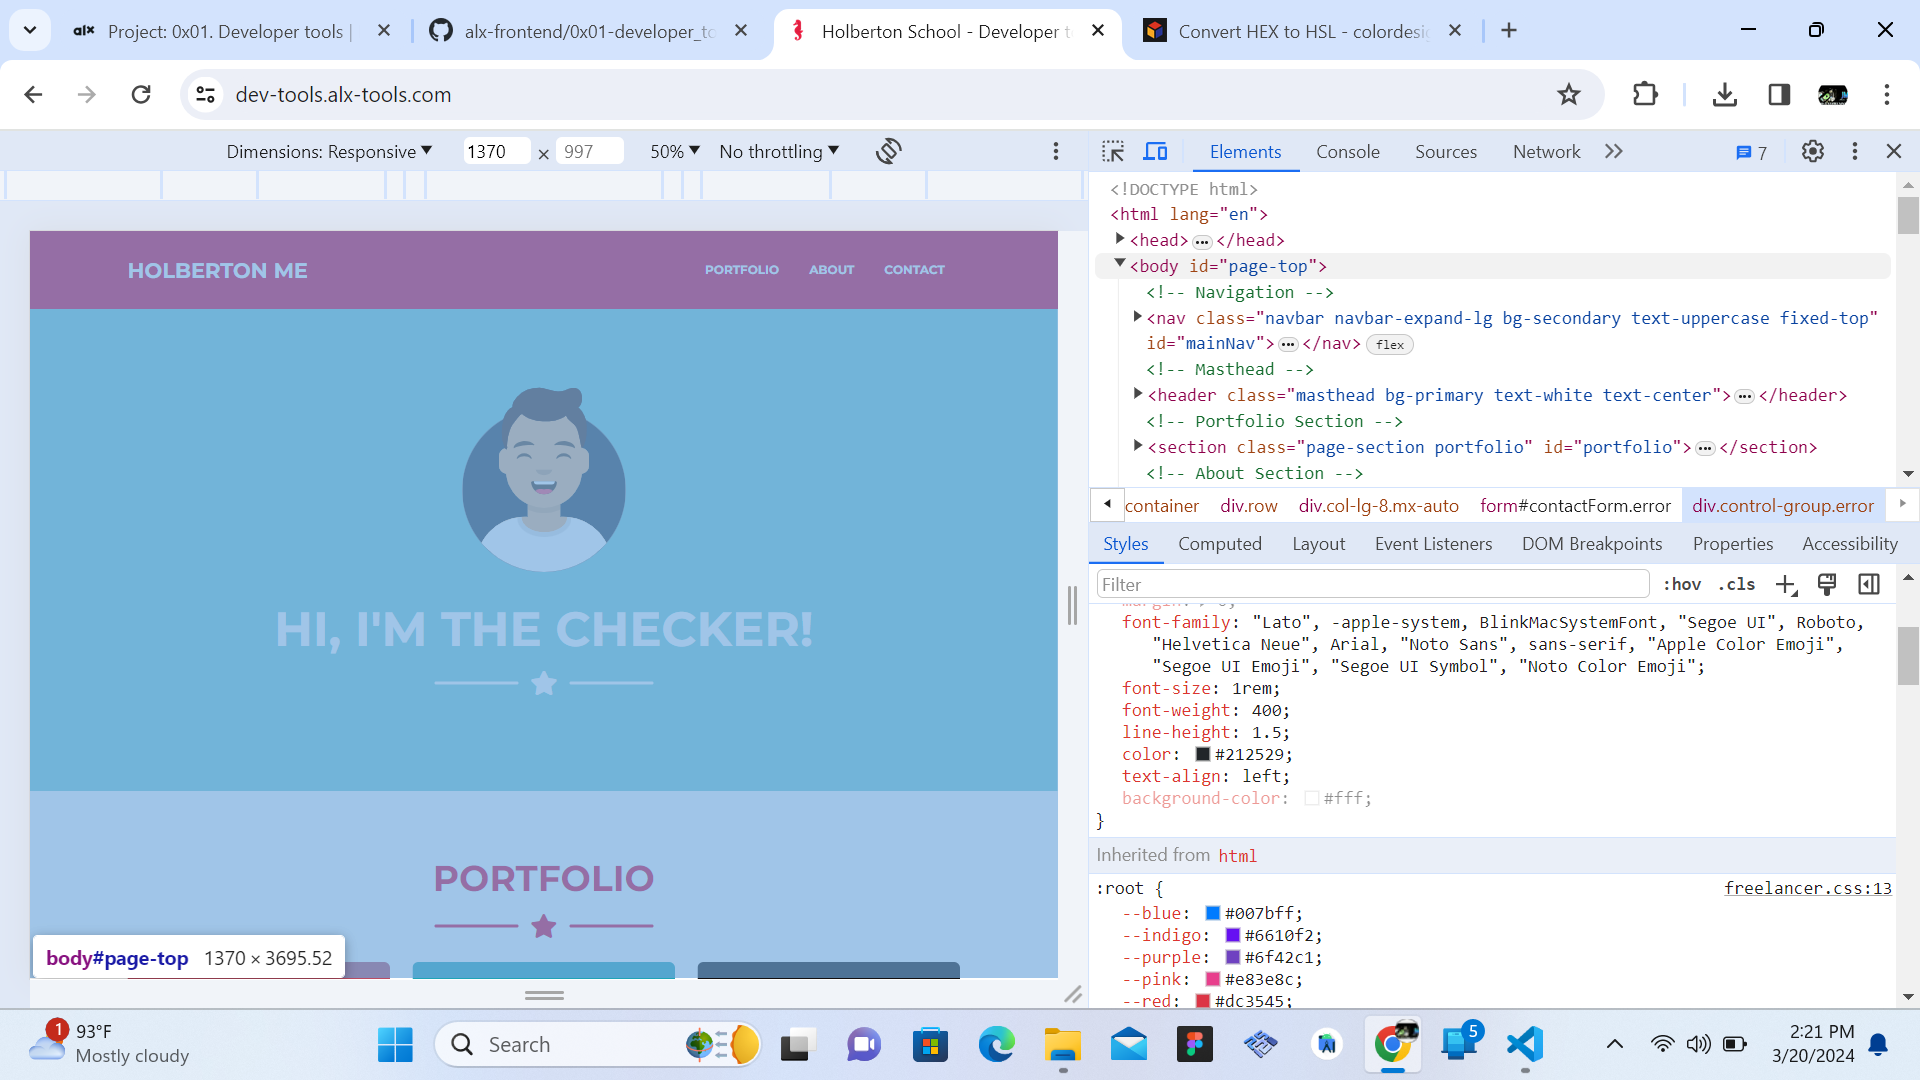 Project: 0x01. Developer tools |
alx-frontend/0x01-developer_to
Holberton School - Developer t
Convert HEX to HSL - colordesig
dev-tools.alx-tools.com
Dimensions: Responsive
1370 × 997
50%
No throttling
Elements
Console
Sources
Network
7
HOLBERTON ME
PORTFOLIO
ABOUT
CONTACT
HI, I'M THE CHECKER!
PORTFOLIO
body#page-top 1370 × 3695.52
<!DOCTYPE html>
<html lang="en">
<head> ••• </head>
<body id="page-top">
<!-- Navigation -->
<nav class="navbar navbar-expand-lg bg-secondary text-uppercase fixed-top"
id="mainNav"> ••• </nav> flex
<!-- Masthead -->
<header class="masthead bg-primary text-white text-center"> ••• </header>
<!-- Portfolio Section -->
<section class="page-section portfolio" id="portfolio"> ••• </section>
<!-- About Section -->
container
div.row
div.col-lg-8.mx-auto
form#contactForm.error
div.control-group.error
Styles
Computed
Layout
Event Listeners
DOM Breakpoints
Properties
Accessibility
Filter
:hov
.cls
font-family: "Lato", -apple-system, BlinkMacSystemFont, "Segoe UI", Roboto,
"Helvetica Neue", Arial, "Noto Sans", sans-serif, "Apple Color Emoji",
"Segoe UI Emoji", "Segoe UI Symbol", "Noto Color Emoji";
font-size: 1rem;
font-weight: 400;
line-height: 1.5;
color: #212529;
text-align: left;
background-color: #fff;
}
Inherited from html
:root {
freelancer.css:13
--blue: #007bff;
--indigo: #6610f2;
--purple: #6f42c1;
--pink: #e83e8c;
--red: #dc3545;
1
93°F
Mostly cloudy
Search
5
2:21 PM
3/20/2024